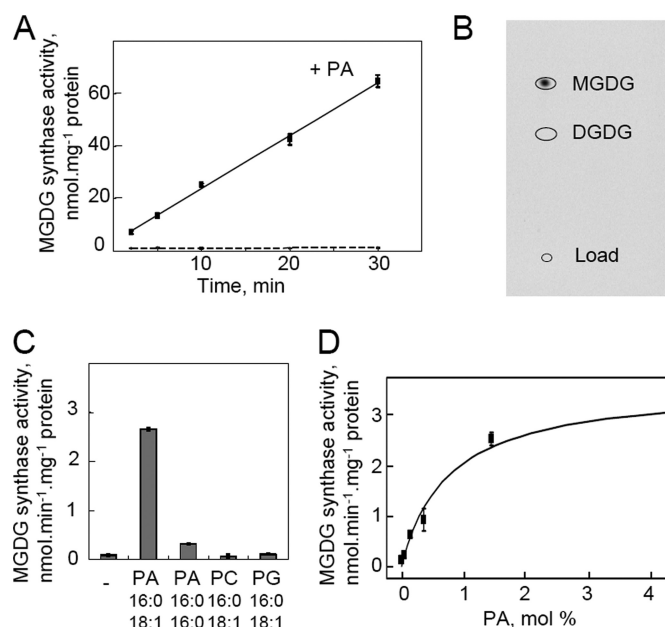 A
MGDG synthase activity,
nmol.mg⁻¹ protein
60
40
20
0
+ PA
10
20
30
Time, min
B
MGDG
DGDG
Load
C
MGDG synthase activity,
nmol.min⁻¹.mg⁻¹ protein
3
2
1
0
- PA PA PC PG
16:0 16:0 16:0 16:0
18:1 16:0 18:1 18:1
D
MGDG synthase activity,
nmol.min⁻¹.mg⁻¹ protein
3
2
1
0
0 1 2 3 4
PA, mol %